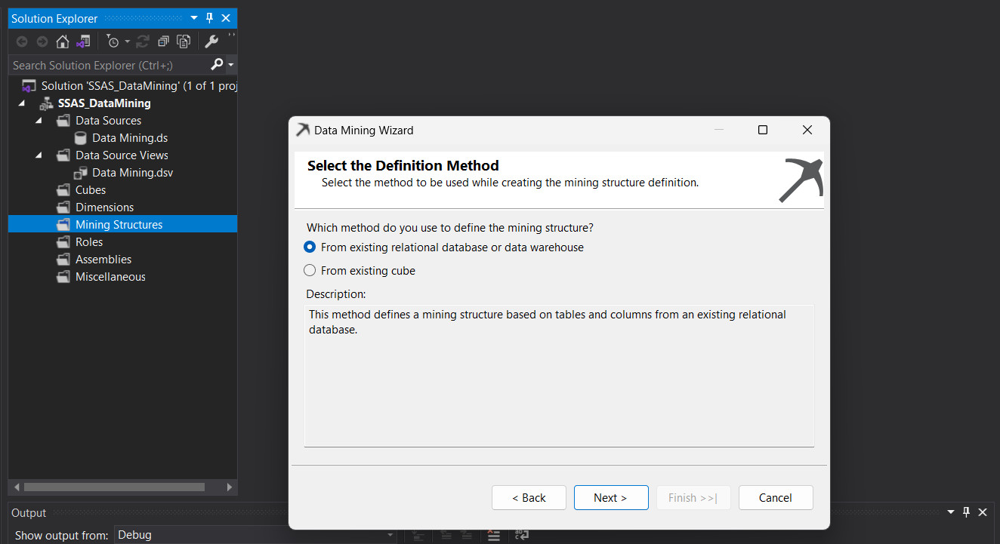 Solution Explorer
Search Solution Explorer (Ctrl+;)
Solution 'SSAS_DataMining' (1 of 1 proj
SSAS_DataMining
Data Sources
Data Mining.ds
Data Source Views
Data Mining.dsv
Cubes
Dimensions
Mining Structures
Roles
Assemblies
Miscellaneous
Data Mining Wizard
Select the Definition Method
Select the method to be used while creating the mining structure definition.
Which method do you use to define the mining structure?
From existing relational database or data warehouse
From existing cube
Description:
This method defines a mining structure based on tables and columns from an existing relational
database.
< Back
Next >
Finish >>|
Cancel
Output
Show output from: Debug